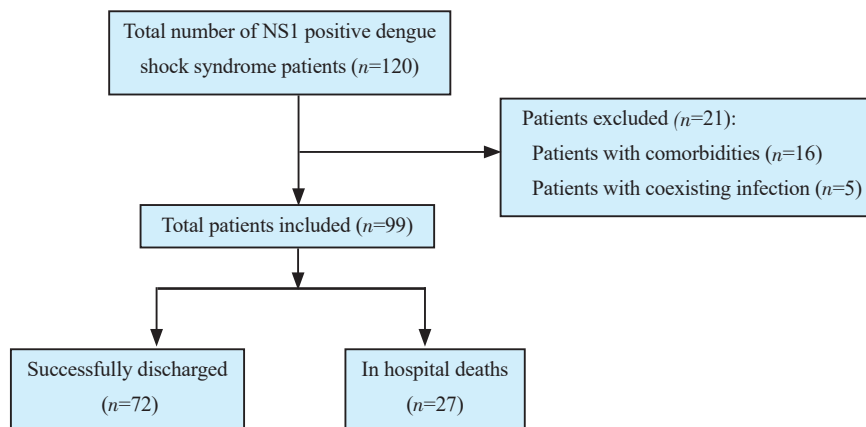 Total number of NS1 positive dengue
shock syndrome patients (n=120)
Patients excluded (n=21):
Patients with comorbidities (n=16)
Patients with coexisting infection (n=5)
Total patients included (n=99)
Successfully discharged
(n=72)
In hospital deaths
(n=27)